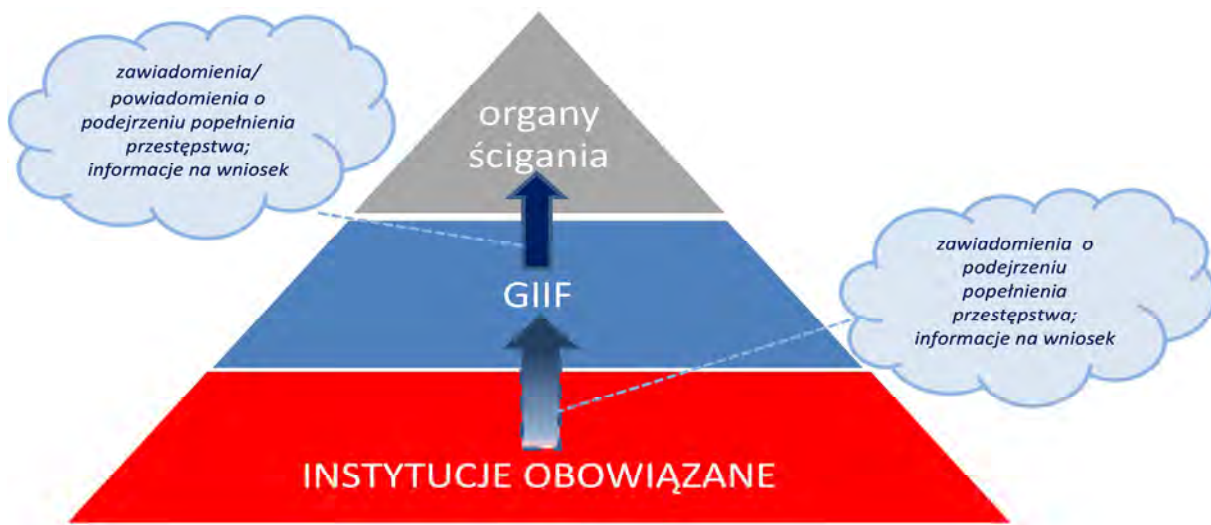 zawiadomienia/
powiadomienia o
podejrzeniu popełnienia
przestępstwa;
informacje na wniosek
organy
ścigania
zawiadomienia o
podejrzeniu
popełnienia
przestępstwa;
informacje na wniosek
GIIF
INSTYTUCJE OBOWIĄZANE